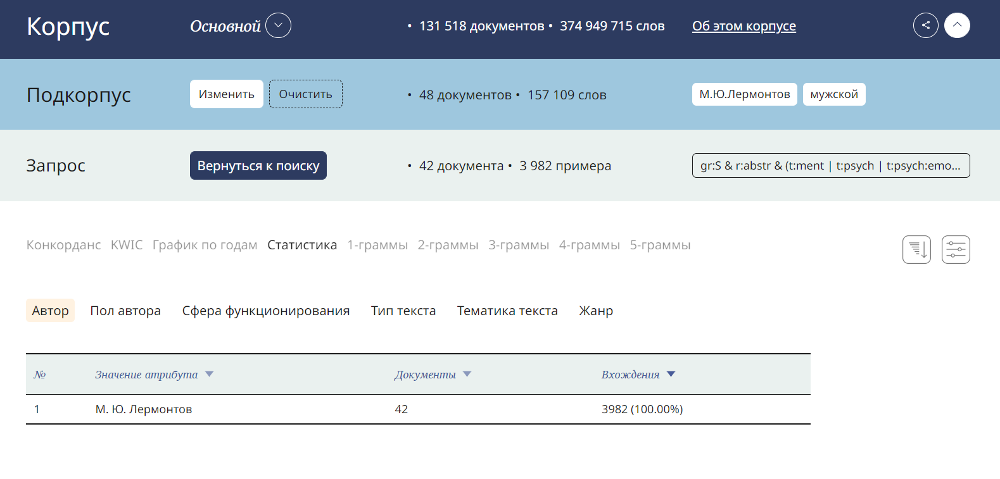 Корпус Основной • 131 518 документов • 374 949 715 слов Об этом корпусе
Подкорпус Изменить Очистить • 48 документов • 157 109 слов М.Ю.Лермонтов мужской
Запрос Вернуться к поиску • 42 документа • 3 982 примера gr:S & r:abstr & (t:ment | t:psych | t:psych:emo...
Конкорданс KWIC График по годам Статистика 1-граммы 2-граммы 3-граммы 4-граммы 5-граммы
Автор Пол автора Сфера функционирования Тип текста Тематика текста Жанр
№ Значение атрибута Документы Вхождения
1 М. Ю. Лермонтов 42 3982 (100.00%)